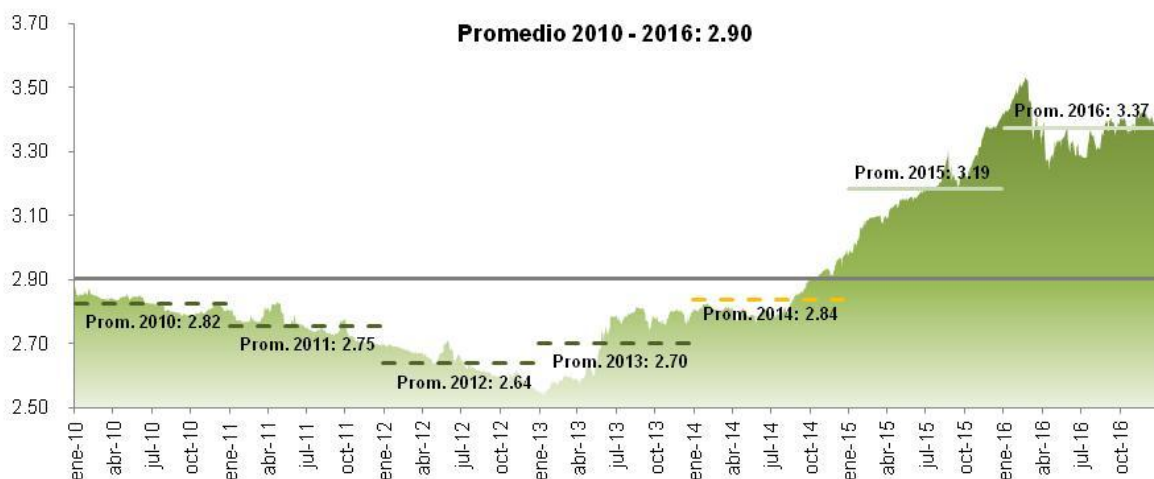 Promedio 2010 - 2016: 2.90
3.70
3.50
3.30
3.10
2.90
2.70
2.50
Prom. 2010: 2.82
Prom. 2011: 2.75
Prom. 2012: 2.64
Prom. 2013: 2.70
Prom. 2014: 2.84
Prom. 2015: 3.19
Prom. 2016: 3.37
ene-10
abr-10
jul-10
oct-10
ene-11
abr-11
jul-11
oct-11
ene-12
abr-12
jul-12
oct-12
ene-13
abr-13
jul-13
oct-13
ene-14
abr-14
jul-14
oct-14
ene-15
abr-15
jul-15
oct-15
ene-16
abr-16
jul-16
oct-16